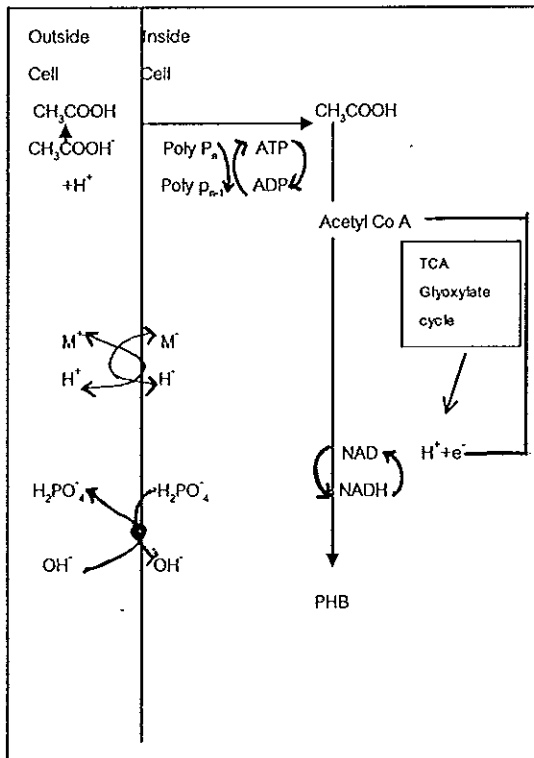 Outside Inside
Cell Cell
CH₃COOH CH₃COOH
CH₃COOH⁻ Poly Pₙ ATP
+H⁺ Poly pₙ₋₁ ADP
Acetyl Co A
TCA
Glyoxylate
cycle
M⁺ M⁻
H⁺ H⁻
NAD H⁺+e⁻
NADH
H₂PO⁻₄ H₂PO⁻₄
OH⁻ OH⁻
PHB